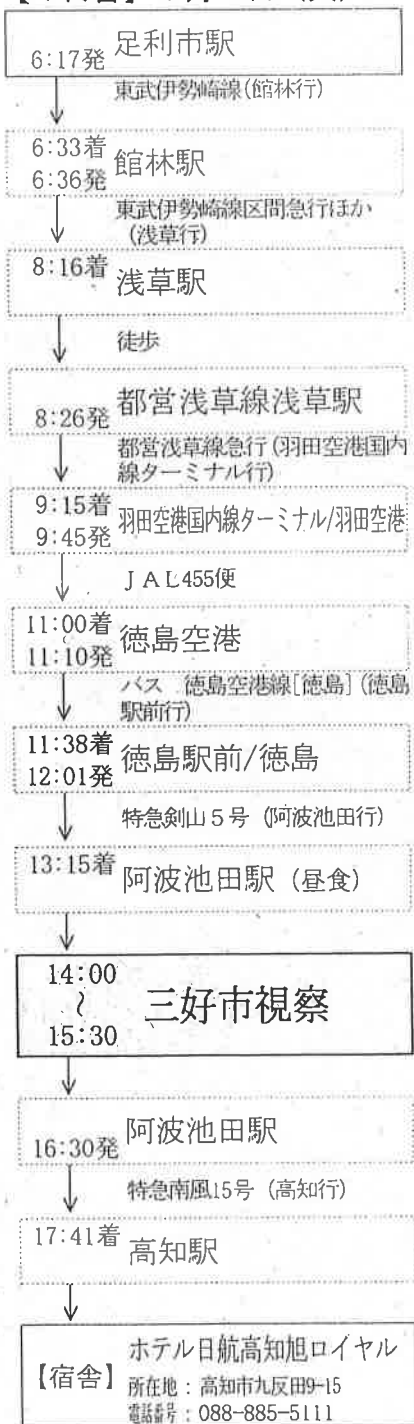 6:17発 足利市駅
東武伊勢崎線(館林行)
6:33着
6:36発 館林駅
東武伊勢崎線区間急行ほか
(浅草行)
8:16着 浅草駅
徒歩
8:26発 都営浅草線浅草駅
都営浅草線急行(羽田空港国内
線ターミナル行)
9:15着
9:45発 羽田空港国内線ターミナル/羽田空港
JAL455便
11:00着
11:10発 徳島空港
バス 徳島空港線[徳島](徳島
駅前行)
11:38着
12:01発 徳島駅前/徳島
特急剣山5号(阿波池田行)
13:15着 阿波池田駅(昼食)
14:00
~
15:30
三好市視察
16:30発 阿波池田駅
特急南風15号(高知行)
17:41着 高知駅
【宿舎】
ホテル日航高知旭ロイヤル
所在地:高知市九反田9-15
電話番号:088-885-5111